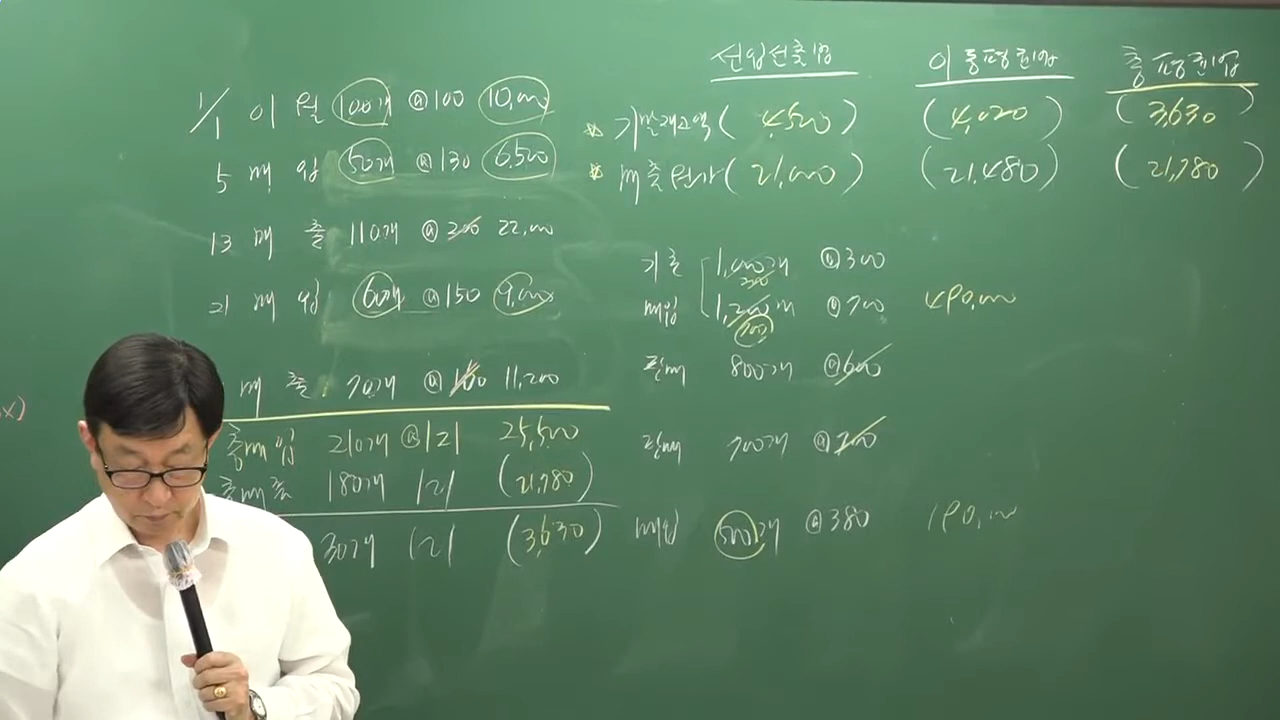 선입선출법 이동평균법 총평균법
1/1 이월 100개 @100 10,000
※ 기말재고액 ( 4,500 ) ( 4,020 ) ( 3,630 )
5 매입 50개 @130 6,500
※ 매출원가 ( 21,000 ) ( 21,480 ) ( 21,780 )
13 매출 110개 @200 22,000
21 매입 60개 @150 9,000
매출 70개 @160 11,200
총매입 210개 @121 25,500
총매출 180개 121 (21,780)
30개 121 (3,630)
기초 1,000개 @300
매입 1,200개 @700 490,000
판매 800개 @600
판매 700개
매입 500개 @380 190,000
x)